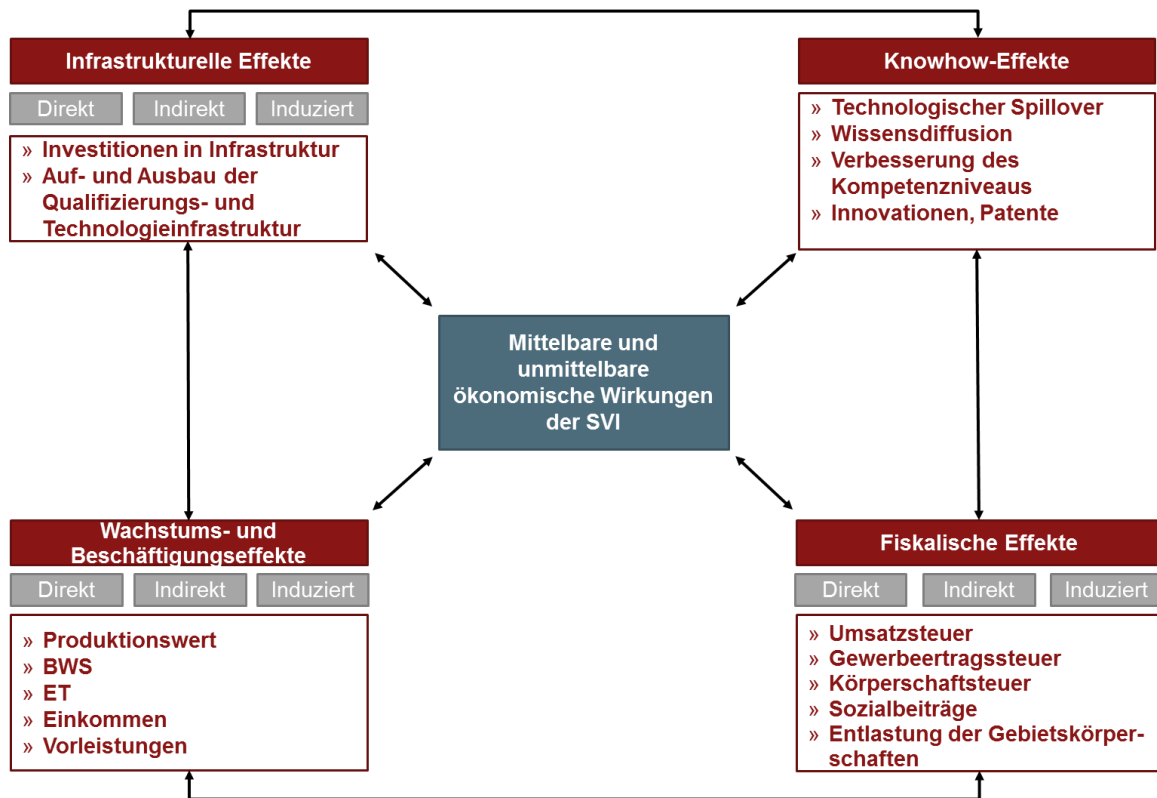 Infrastrukturelle Effekte
Direkt Indirekt Induziert
» Investitionen in Infrastruktur
» Auf- und Ausbau der
Qualifizierungs- und
Technologieinfrastruktur
Knowhow-Effekte
» Technologischer Spillover
» Wissensdiffusion
» Verbesserung des
Kompetenzniveaus
» Innovationen, Patente
Mittelbare und
unmittelbare
ökonomische Wirkungen
der SVI
Wachstums- und
Beschäftigungseffekte
Direkt Indirekt Induziert
» Produktionswert
» BWS
» ET
» Einkommen
» Vorleistungen
Fiskalische Effekte
Direkt Indirekt Induziert
» Umsatzsteuer
» Gewerbeertragssteuer
» Körperschaftsteuer
» Sozialbeiträge
» Entlastung der Gebietskörper-
schaften